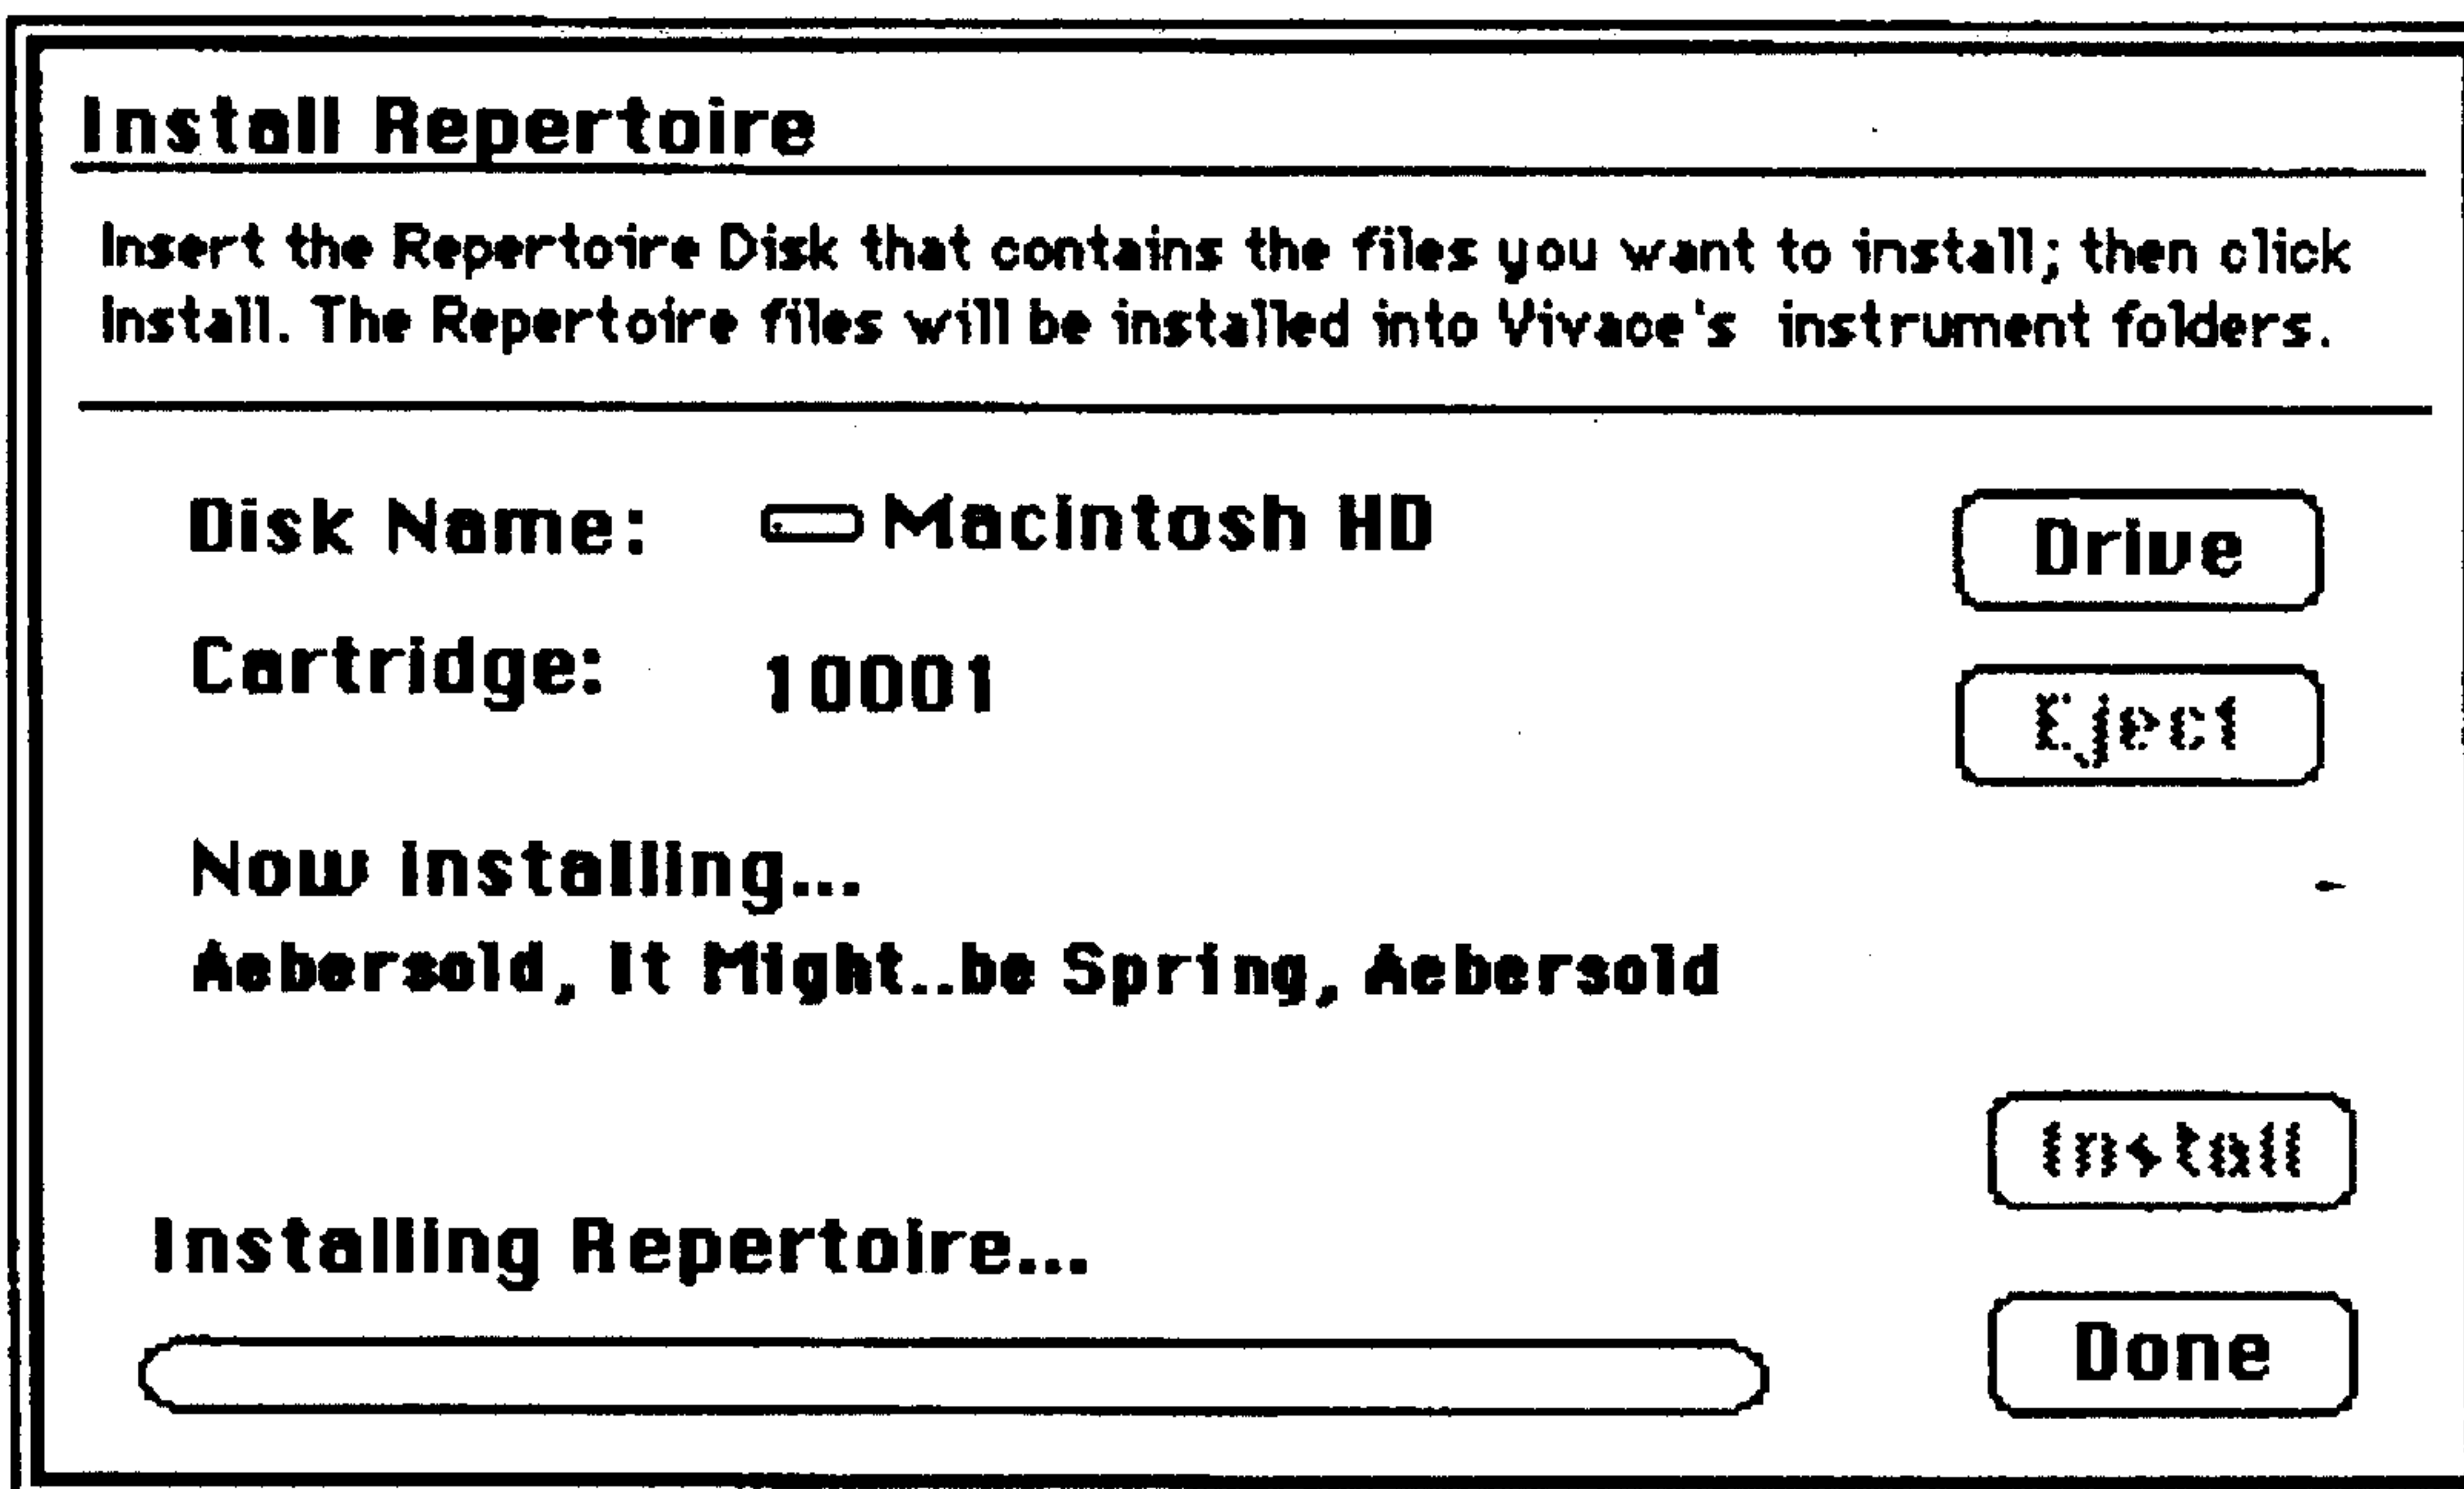 Install Repertoire
Insert the Repertoire Disk that contains the files you want to install; then click
Install. The Repertoire files will be installed into Vivace's instrument folders.
Disk Name: Macintosh HD
Drive
Cartridge: 10001
Eject
Now installing...
Aebersold, It Might..be Spring, Aebersold
Install
Installing Repertoire...
Done